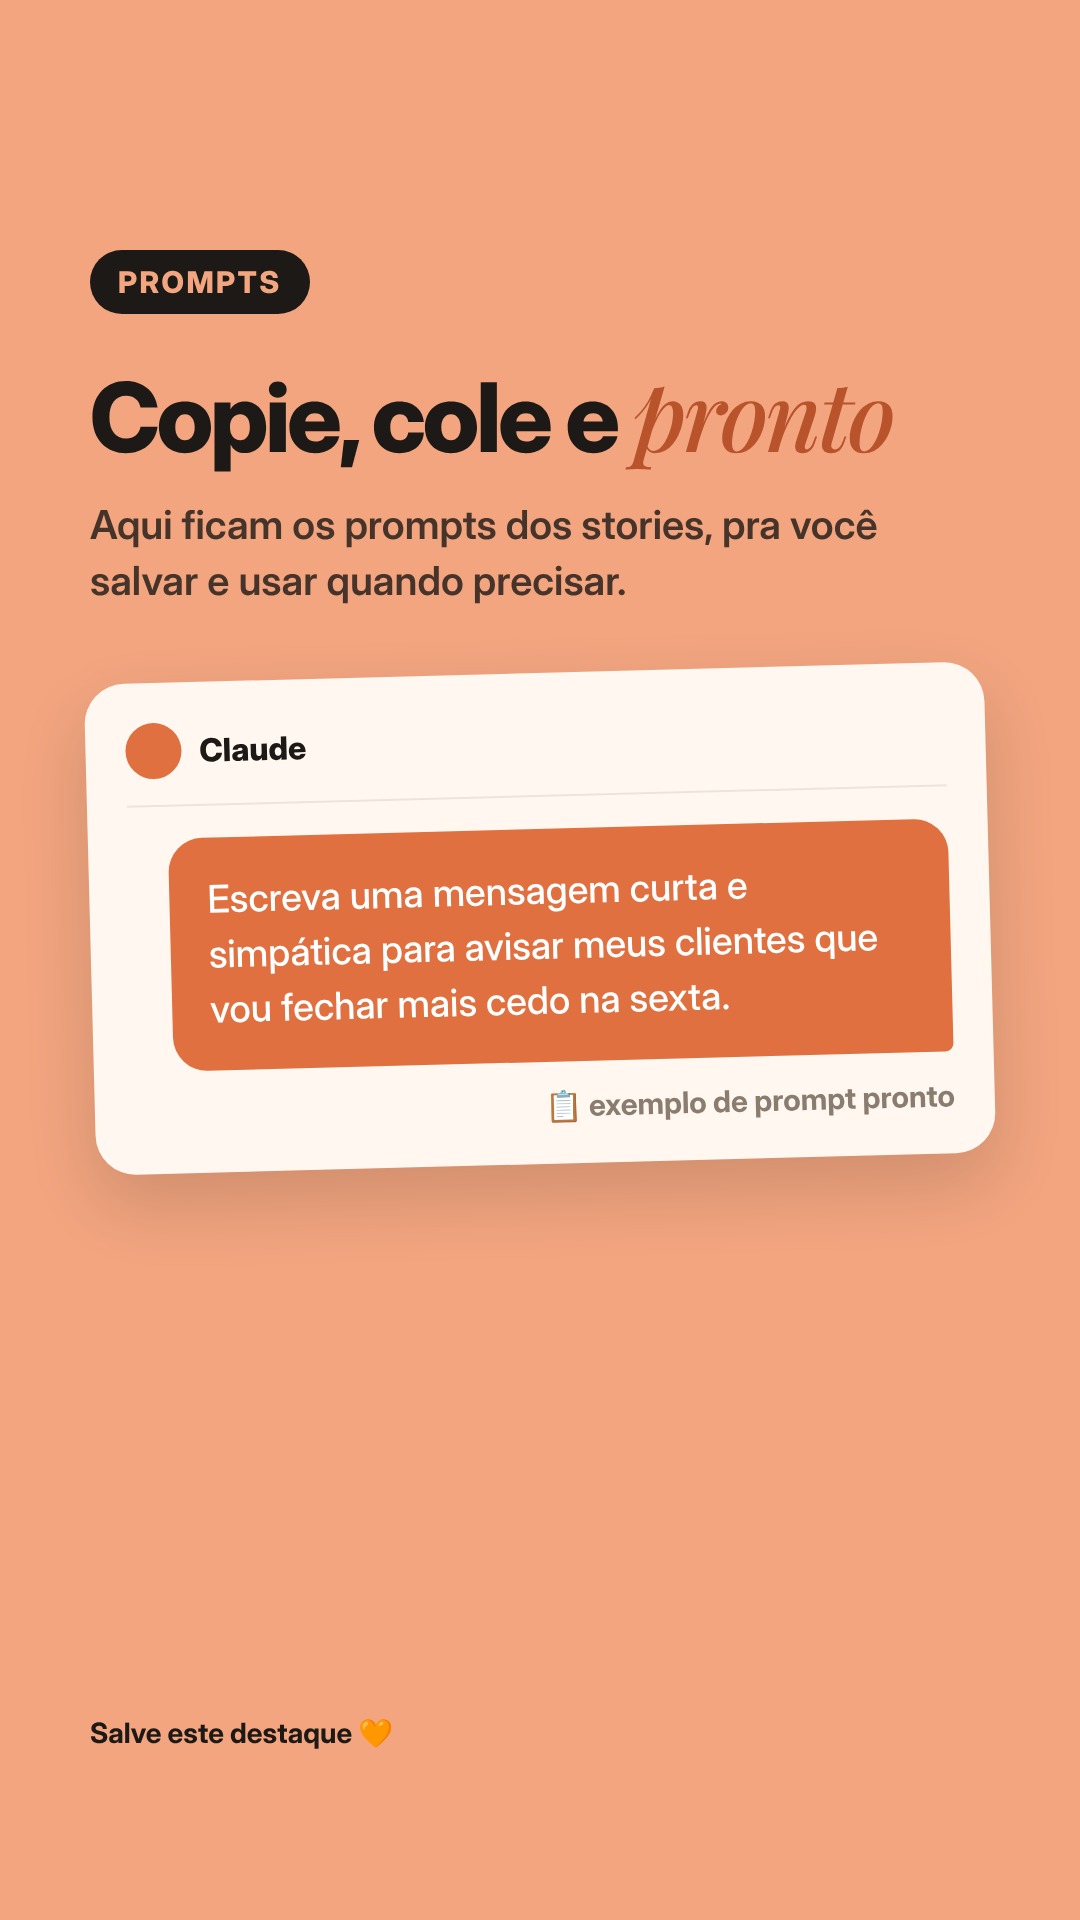 PROMPTS
Copie, cole e pronto
Aqui ficam os prompts dos stories, pra você
salvar e usar quando precisar.
Claude
Escreva uma mensagem curta e
simpática para avisar meus clientes que
vou fechar mais cedo na sexta.
📋 exemplo de prompt pronto
Salve este destaque 🧡